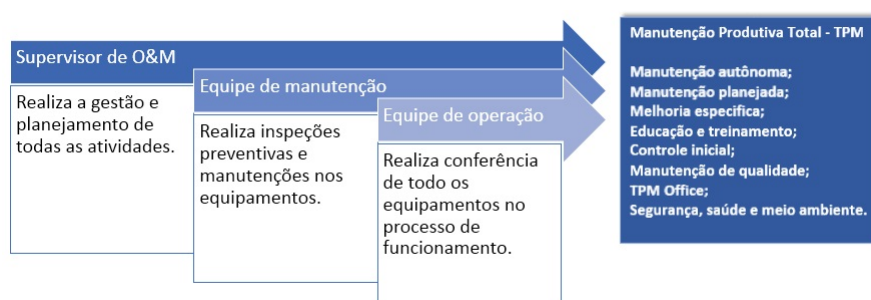 Supervisor de O&M
Realiza a gestão e
planejamento de
todas as atividades.
Equipe de manutenção
Realiza inspeções
preventivas e
manutenções nos
equipamentos.
Equipe de operação
Realiza conferência
de todo os
equipamentos no
processo de
funcionamento.
Manutenção Produtiva Total - TPM
Manutenção autônoma;
Manutenção planejada;
Melhoria especifica;
Educação e treinamento;
Controle inicial;
Manutenção de qualidade;
TPM Office;
Segurança, saúde e meio ambiente.